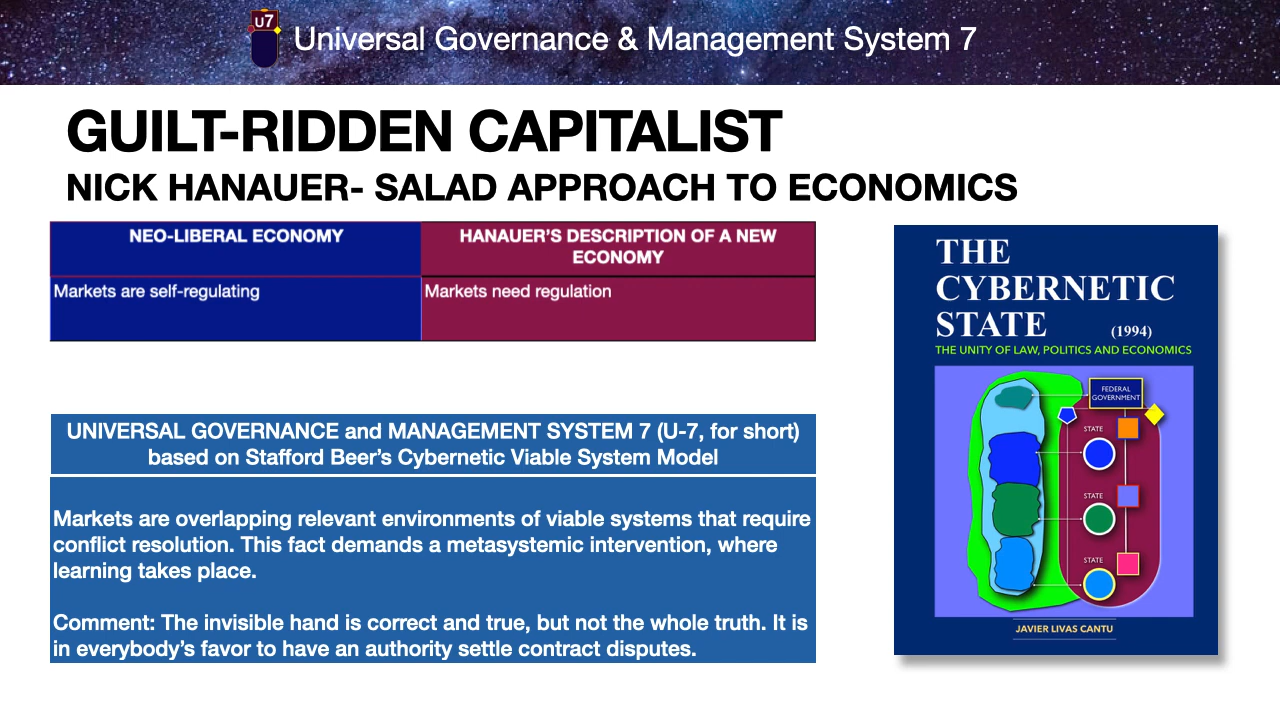 U7
Universal Governance & Management System 7
GUILT-RIDDEN CAPITALIST
NICK HANAUER- SALAD APPROACH TO ECONOMICS
NEO-LIBERAL ECONOMY
HANAUER'S DESCRIPTION OF A NEW
ECONOMY
Markets are self-regulating
Markets need regulation
UNIVERSAL GOVERNANCE and MANAGEMENT SYSTEM 7 (U-7, for short)
based on Stafford Beer's Cybernetic Viable System Model
Markets are overlapping relevant environments of viable systems that require
conflict resolution. This fact demands a metasystemic intervention, where
learning takes place.
Comment: The invisible hand is correct and true, but not the whole truth. It is
in everybody's favor to have an authority settle contract disputes.
THE
CYBERNETIC
STATE (1994)
THE UNITY OF LAW, POLITICS AND ECONOMICS
FEDERAL
GOVERNMENT
STATE
STATE
STATE
JAVIER LIVAS CANTU